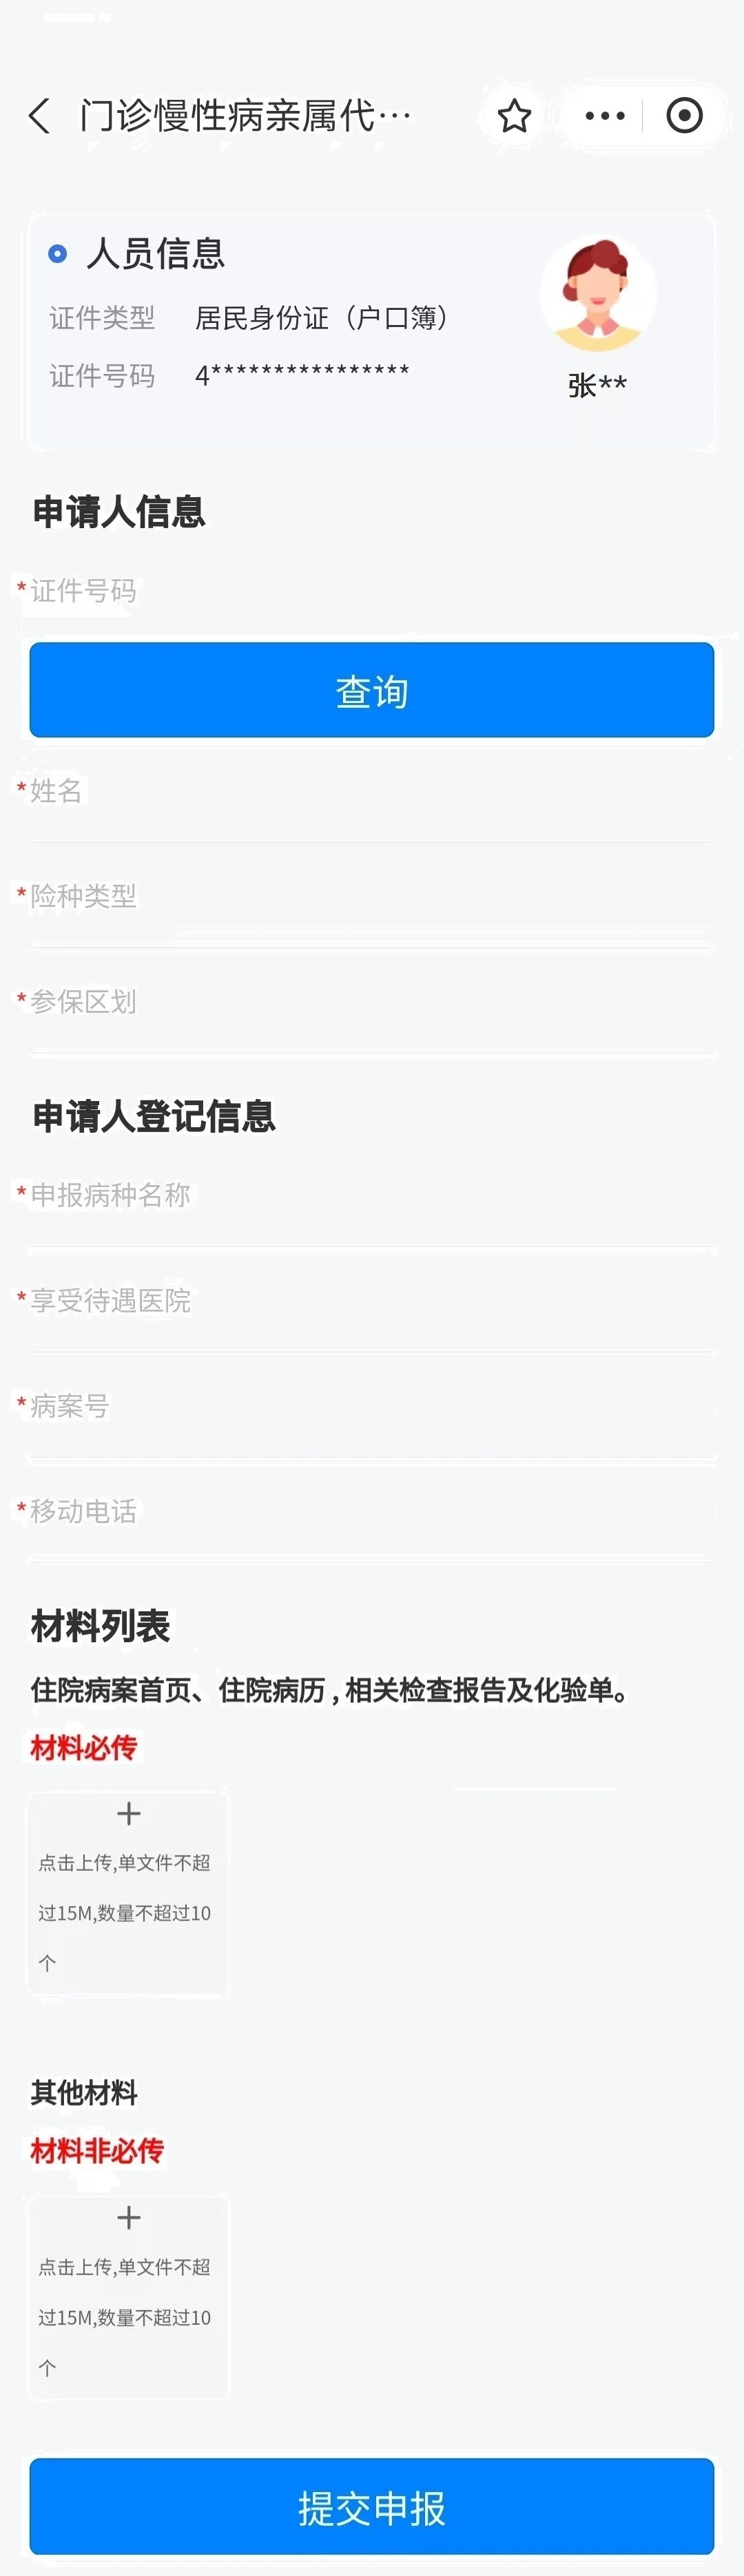 门诊慢性病亲属代…
人员信息
证件类型 居民身份证（户口簿）
证件号码 4****************
张**
申请人信息
*证件号码
查询
*姓名
*险种类型
*参保区划
申请人登记信息
*申报病种名称
*享受待遇医院
*病案号
*移动电话
材料列表
住院病案首页、住院病历,相关检查报告及化验单。
材料必传
点击上传,单文件不超
过15M,数量不超过10
个
其他材料
材料非必传
点击上传,单文件不超
过15M,数量不超过10
个
提交申报